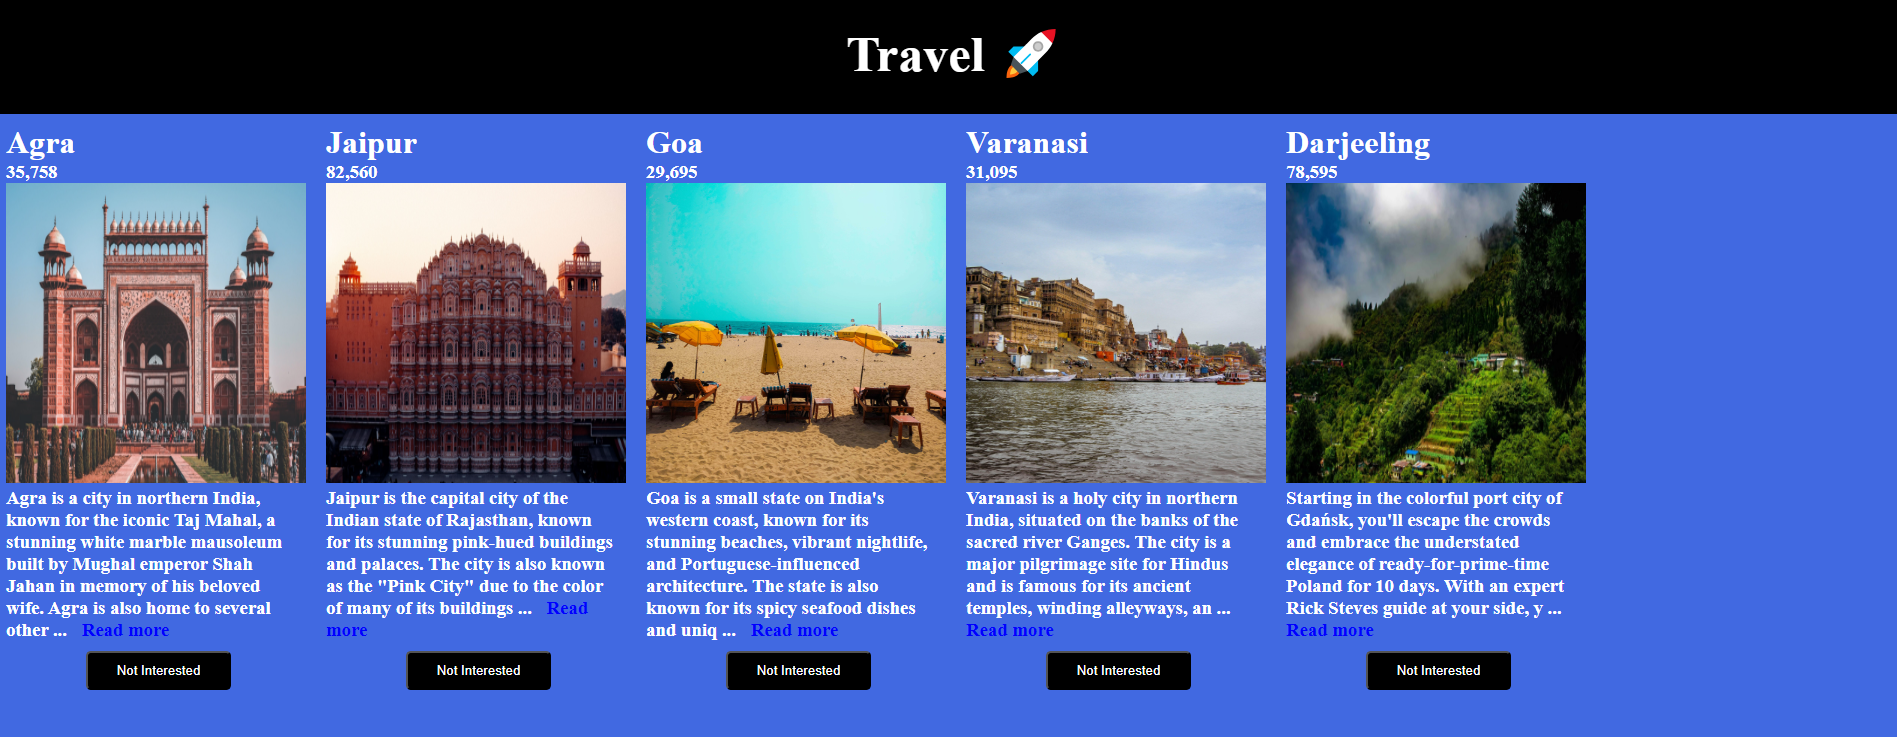 Travel 🚀
Agra
35,758
Agra is a city in northern India,
known for the iconic Taj Mahal, a
stunning white marble mausoleum
built by Mughal emperor Shah
Jahan in memory of his beloved
wife. Agra is also home to several
other ... Read more
Not Interested
Jaipur
82,560
Jaipur is the capital city of the
Indian state of Rajasthan, known
for its stunning pink-hued buildings
and palaces. The city is also known
as the "Pink City" due to the color
of many of its buildings ... Read
more
Not Interested
Goa
29,695
Goa is a small state on India's
western coast, known for its
stunning beaches, vibrant nightlife,
and Portuguese-influenced
architecture. The state is also
known for its spicy seafood dishes
and uniq ... Read more
Not Interested
Varanasi
31,095
Varanasi is a holy city in northern
India, situated on the banks of the
sacred river Ganges. The city is a
major pilgrimage site for Hindus
and is famous for its ancient
temples, winding alleyways, an ...
Read more
Not Interested
Darjeeling
78,595
Starting in the colorful port city of
Gdańsk, you'll escape the crowds
and embrace the understated
elegance of ready-for-prime-time
Poland for 10 days. With an expert
Rick Steves guide at your side, y ...
Read more
Not Interested